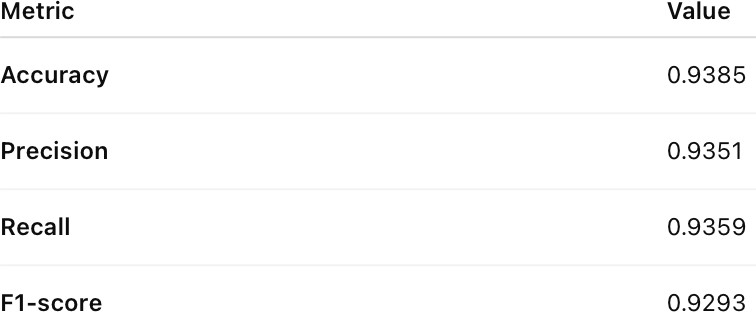 Metric Value
Accuracy 0.9385
Precision 0.9351
Recall 0.9359
F1-score 0.9293